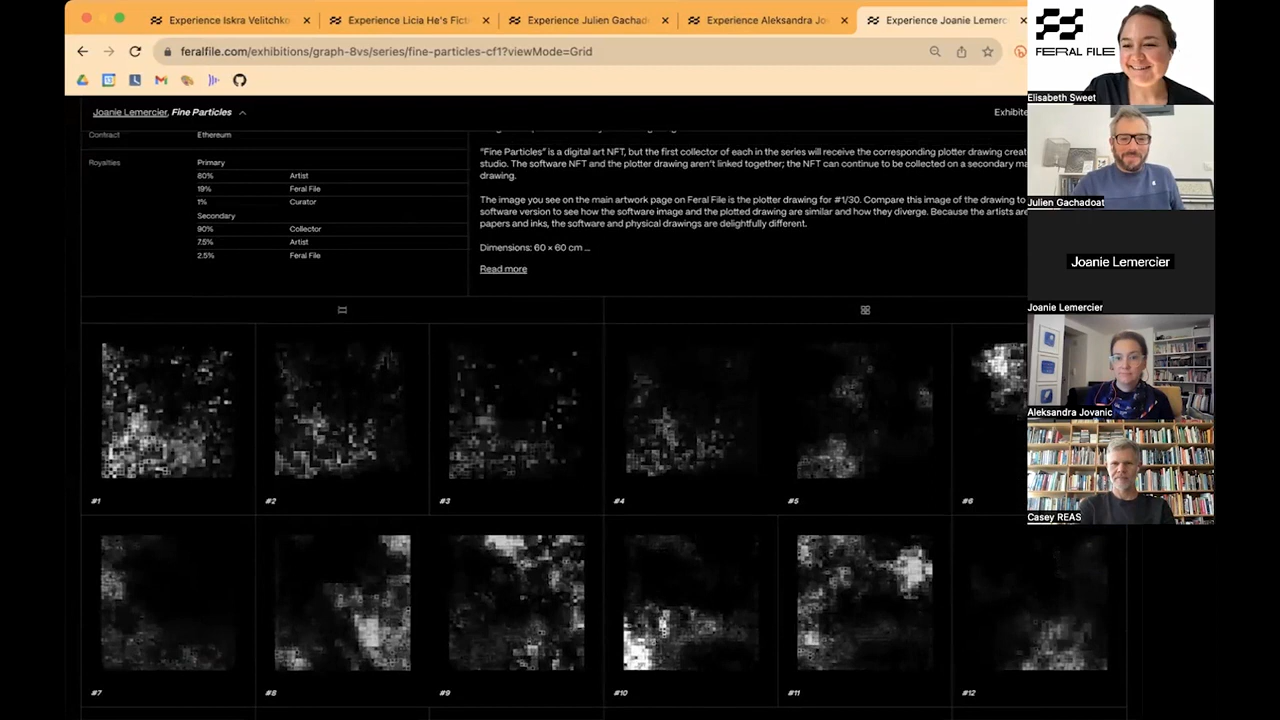 Experience Iskra Velitchko
Experience Licia He's Ficti
Experience Julien Gachado
Experience Aleksandra Jo
Experience Joanie Lemerc
feralfile.com/exhibitions/graph-8vs/series/fine-particles-cf1?viewMode=Grid
Joanie Lemercier, Fine Particles
Exhibite
Contract
Ethereum
Royalties
Primary
80% Artist
19% Feral File
1% Curator
Secondary
90% Collector
7.5% Artist
2.5% Feral File
"Fine Particles" is a digital art NFT, but the first collector of each in the series will receive the corresponding plotter drawing creat
studio. The software NFT and the plotter drawing aren't linked together; the NFT can continue to be collected on a secondary ma
drawing.
The image you see on the main artwork page on Feral File is the plotter drawing for #1/30. Compare this image of the drawing to
software version to see how the software image and the plotted drawing are similar and how they diverge. Because the artists are
papers and inks, the software and physical drawings are delightfully different.
Dimensions: 60 × 60 cm ...
Read more
#1
#2
#3
#4
#5
#6
#7
#8
#9
#10
#11
#12
FERAL FILE
Elisabeth Sweet
Julien Gachadoat
Joanie Lemercier
Joanie Lemercier
Aleksandra Jovanic
Casey REAS